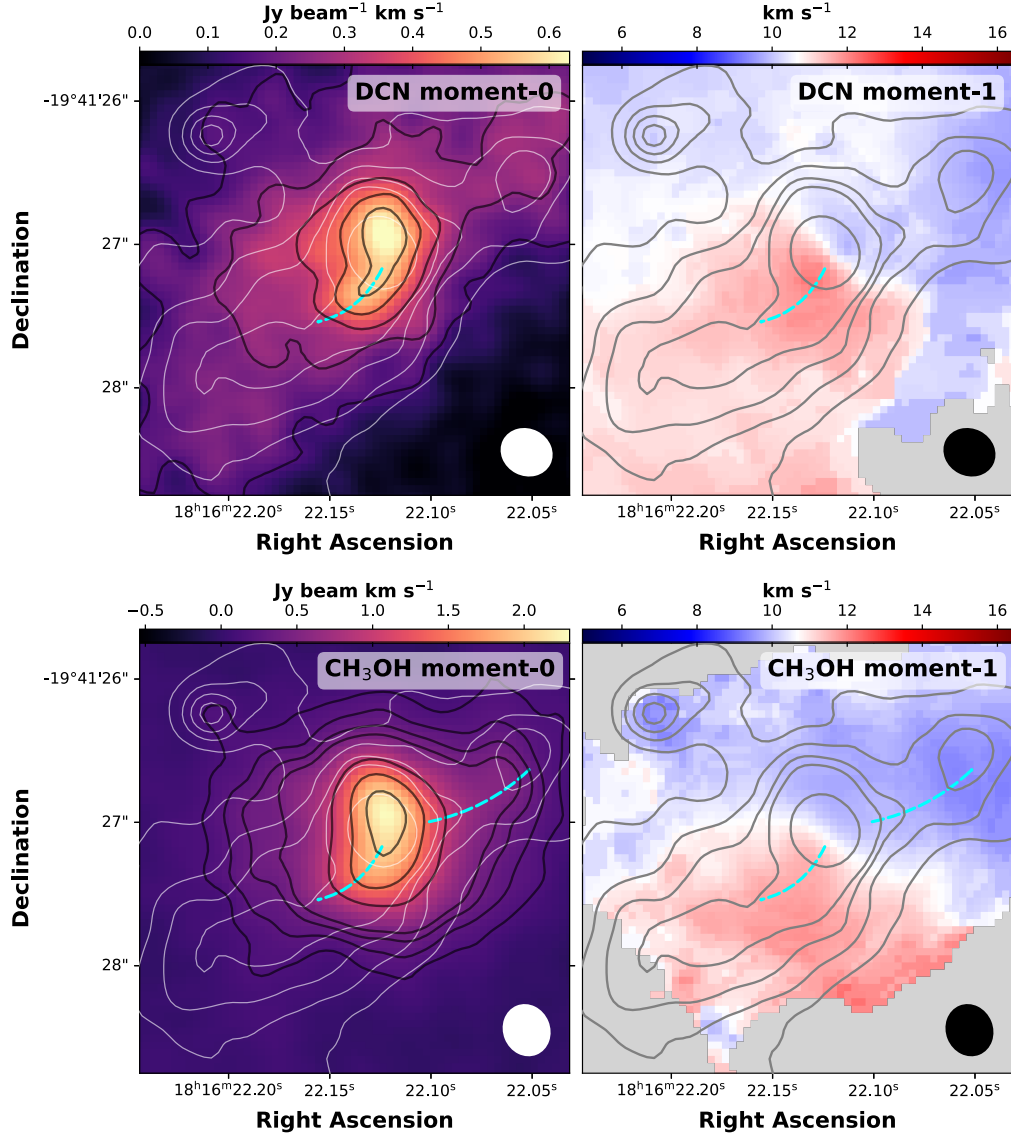 Jy beam⁻¹ km s⁻¹
0.0 0.1 0.2 0.3 0.4 0.5 0.6
DCN moment-0
-19°41'26"
27"
28"
Declination
18ʰ16ᵐ22.20ˢ 22.15ˢ 22.10ˢ 22.05ˢ
Right Ascension
km s⁻¹
6 8 10 12 14 16
DCN moment-1
18ʰ16ᵐ22.20ˢ 22.15ˢ 22.10ˢ 22.05ˢ
Right Ascension
Jy beam km s⁻¹
−0.5 0.0 0.5 1.0 1.5 2.0
CH₃OH moment-0
-19°41'26"
27"
28"
Declination
18ʰ16ᵐ22.20ˢ 22.15ˢ 22.10ˢ 22.05ˢ
Right Ascension
km s⁻¹
6 8 10 12 14 16
CH₃OH moment-1
18ʰ16ᵐ22.20ˢ 22.15ˢ 22.10ˢ 22.05ˢ
Right Ascension